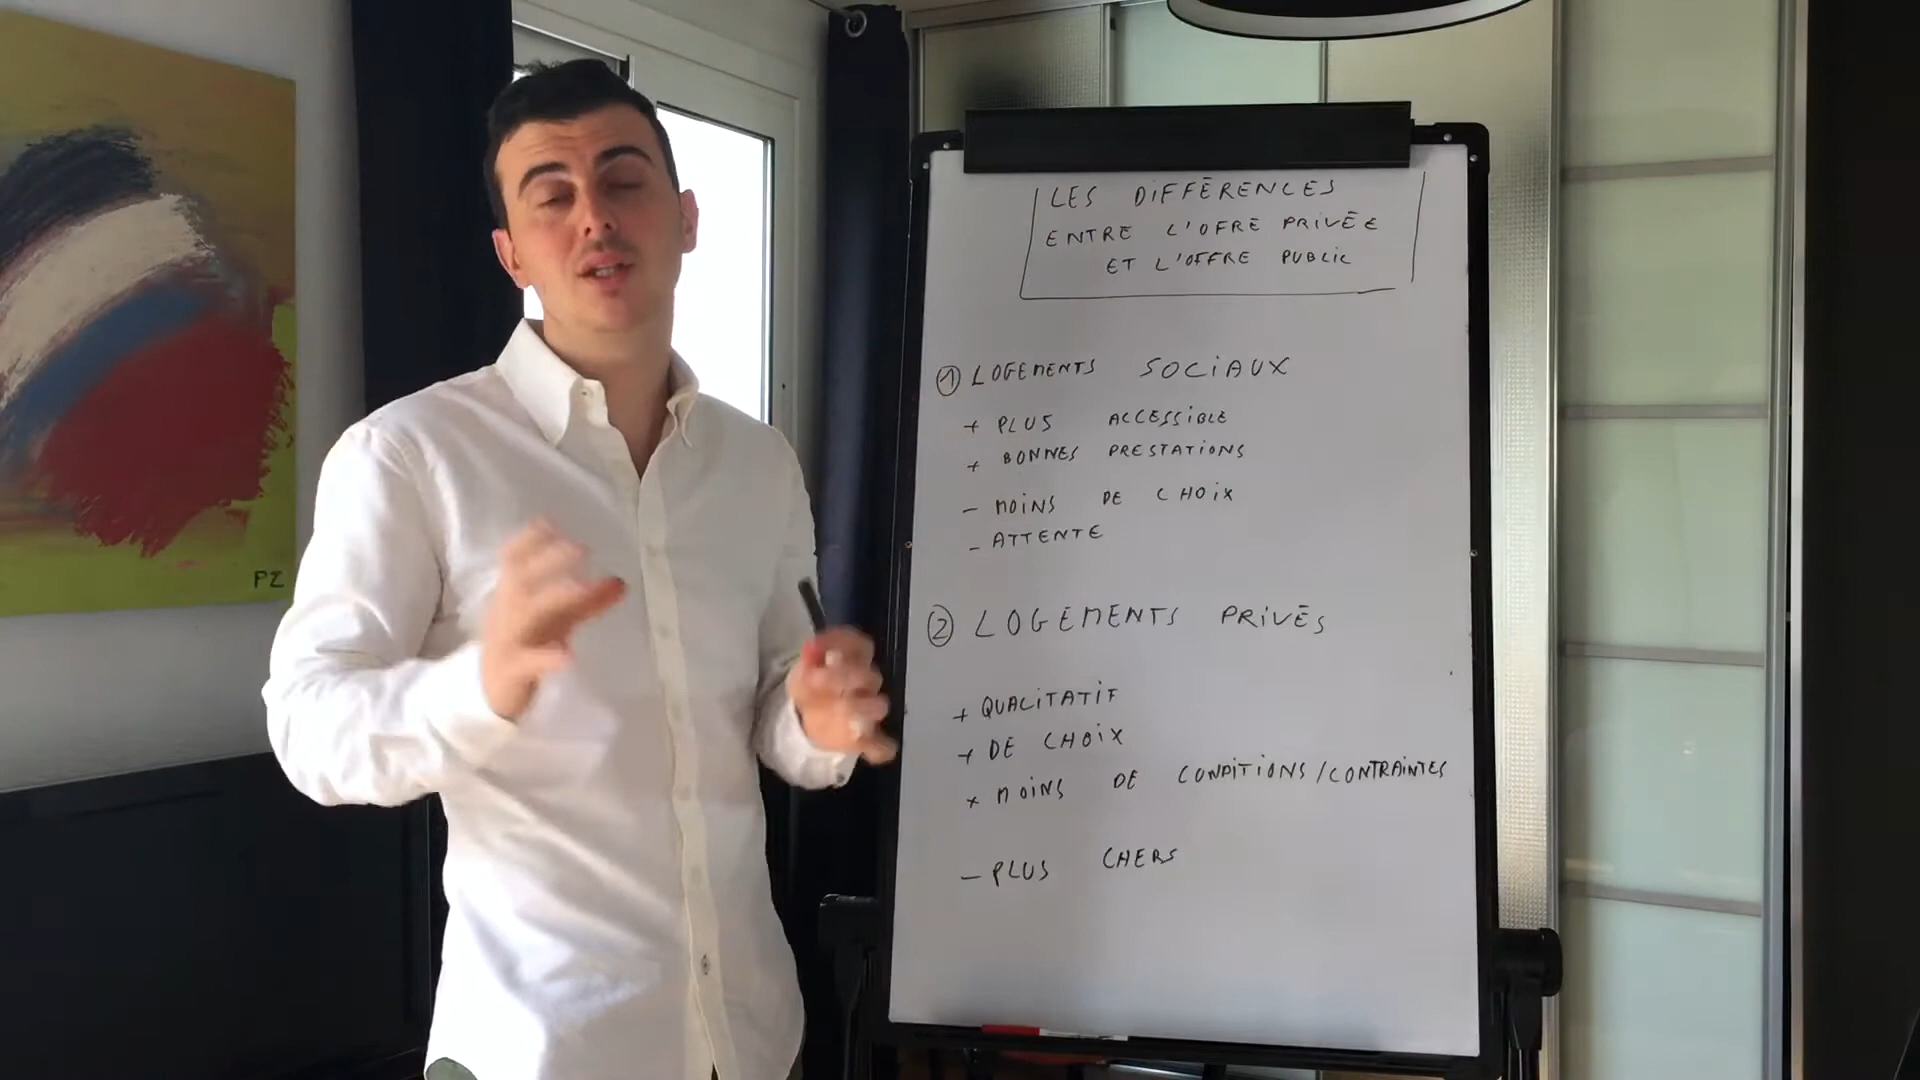 PZ
LES DIFFÉRENCES
ENTRE L'OFRE PRIVÉE
ET L'OFFRE PUBLIC
① LOGEMENTS SOCIAUX
+ PLUS ACCESSIBLE
+ BONNES PRESTATIONS
- MOINS DE CHOIX
- ATTENTE
② LOGEMENTS PRIVÉS
+ QUALITATIF
+ DE CHOIX
+ MOINS DE CONDITIONS/CONTRAINTES
- PLUS CHERS